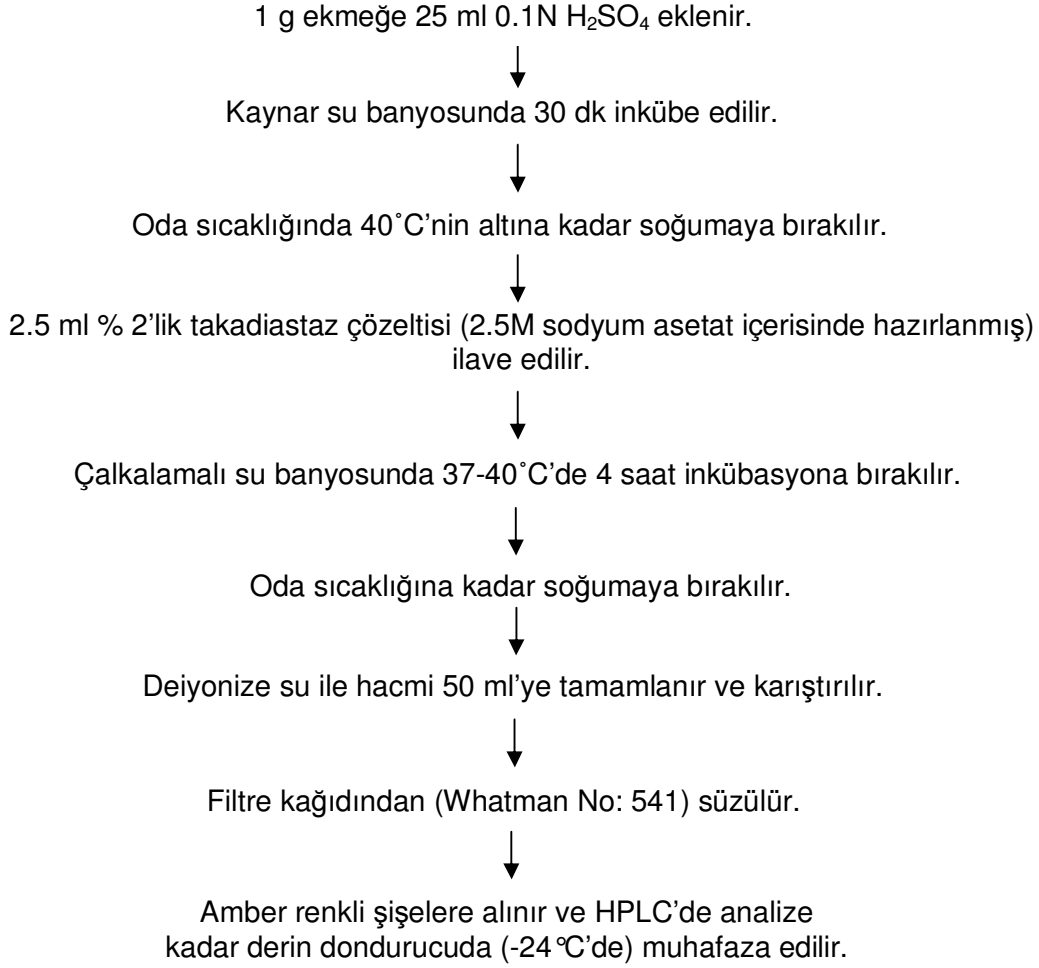 1 g ekmeğe 25 ml 0.1N H₂SO₄ eklenir.
Kaynar su banyosunda 30 dk inkübe edilir.
Oda sıcaklığında 40˚C’nin altına kadar soğumaya bırakılır.
2.5 ml % 2’lik takadiastaz çözeltisi (2.5M sodyum asetat içerisinde hazırlanmış)
ilave edilir.
Çalkalamalı su banyosunda 37-40˚C’de 4 saat inkübasyona bırakılır.
Oda sıcaklığına kadar soğumaya bırakılır.
Deiyonize su ile hacmi 50 ml’ye tamamlanır ve karıştırılır.
Filtre kağıdından (Whatman No: 541) süzülür.
Amber renkli şişelere alınır ve HPLC’de analize
kadar derin dondurucuda (-24°C’de) muhafaza edilir.